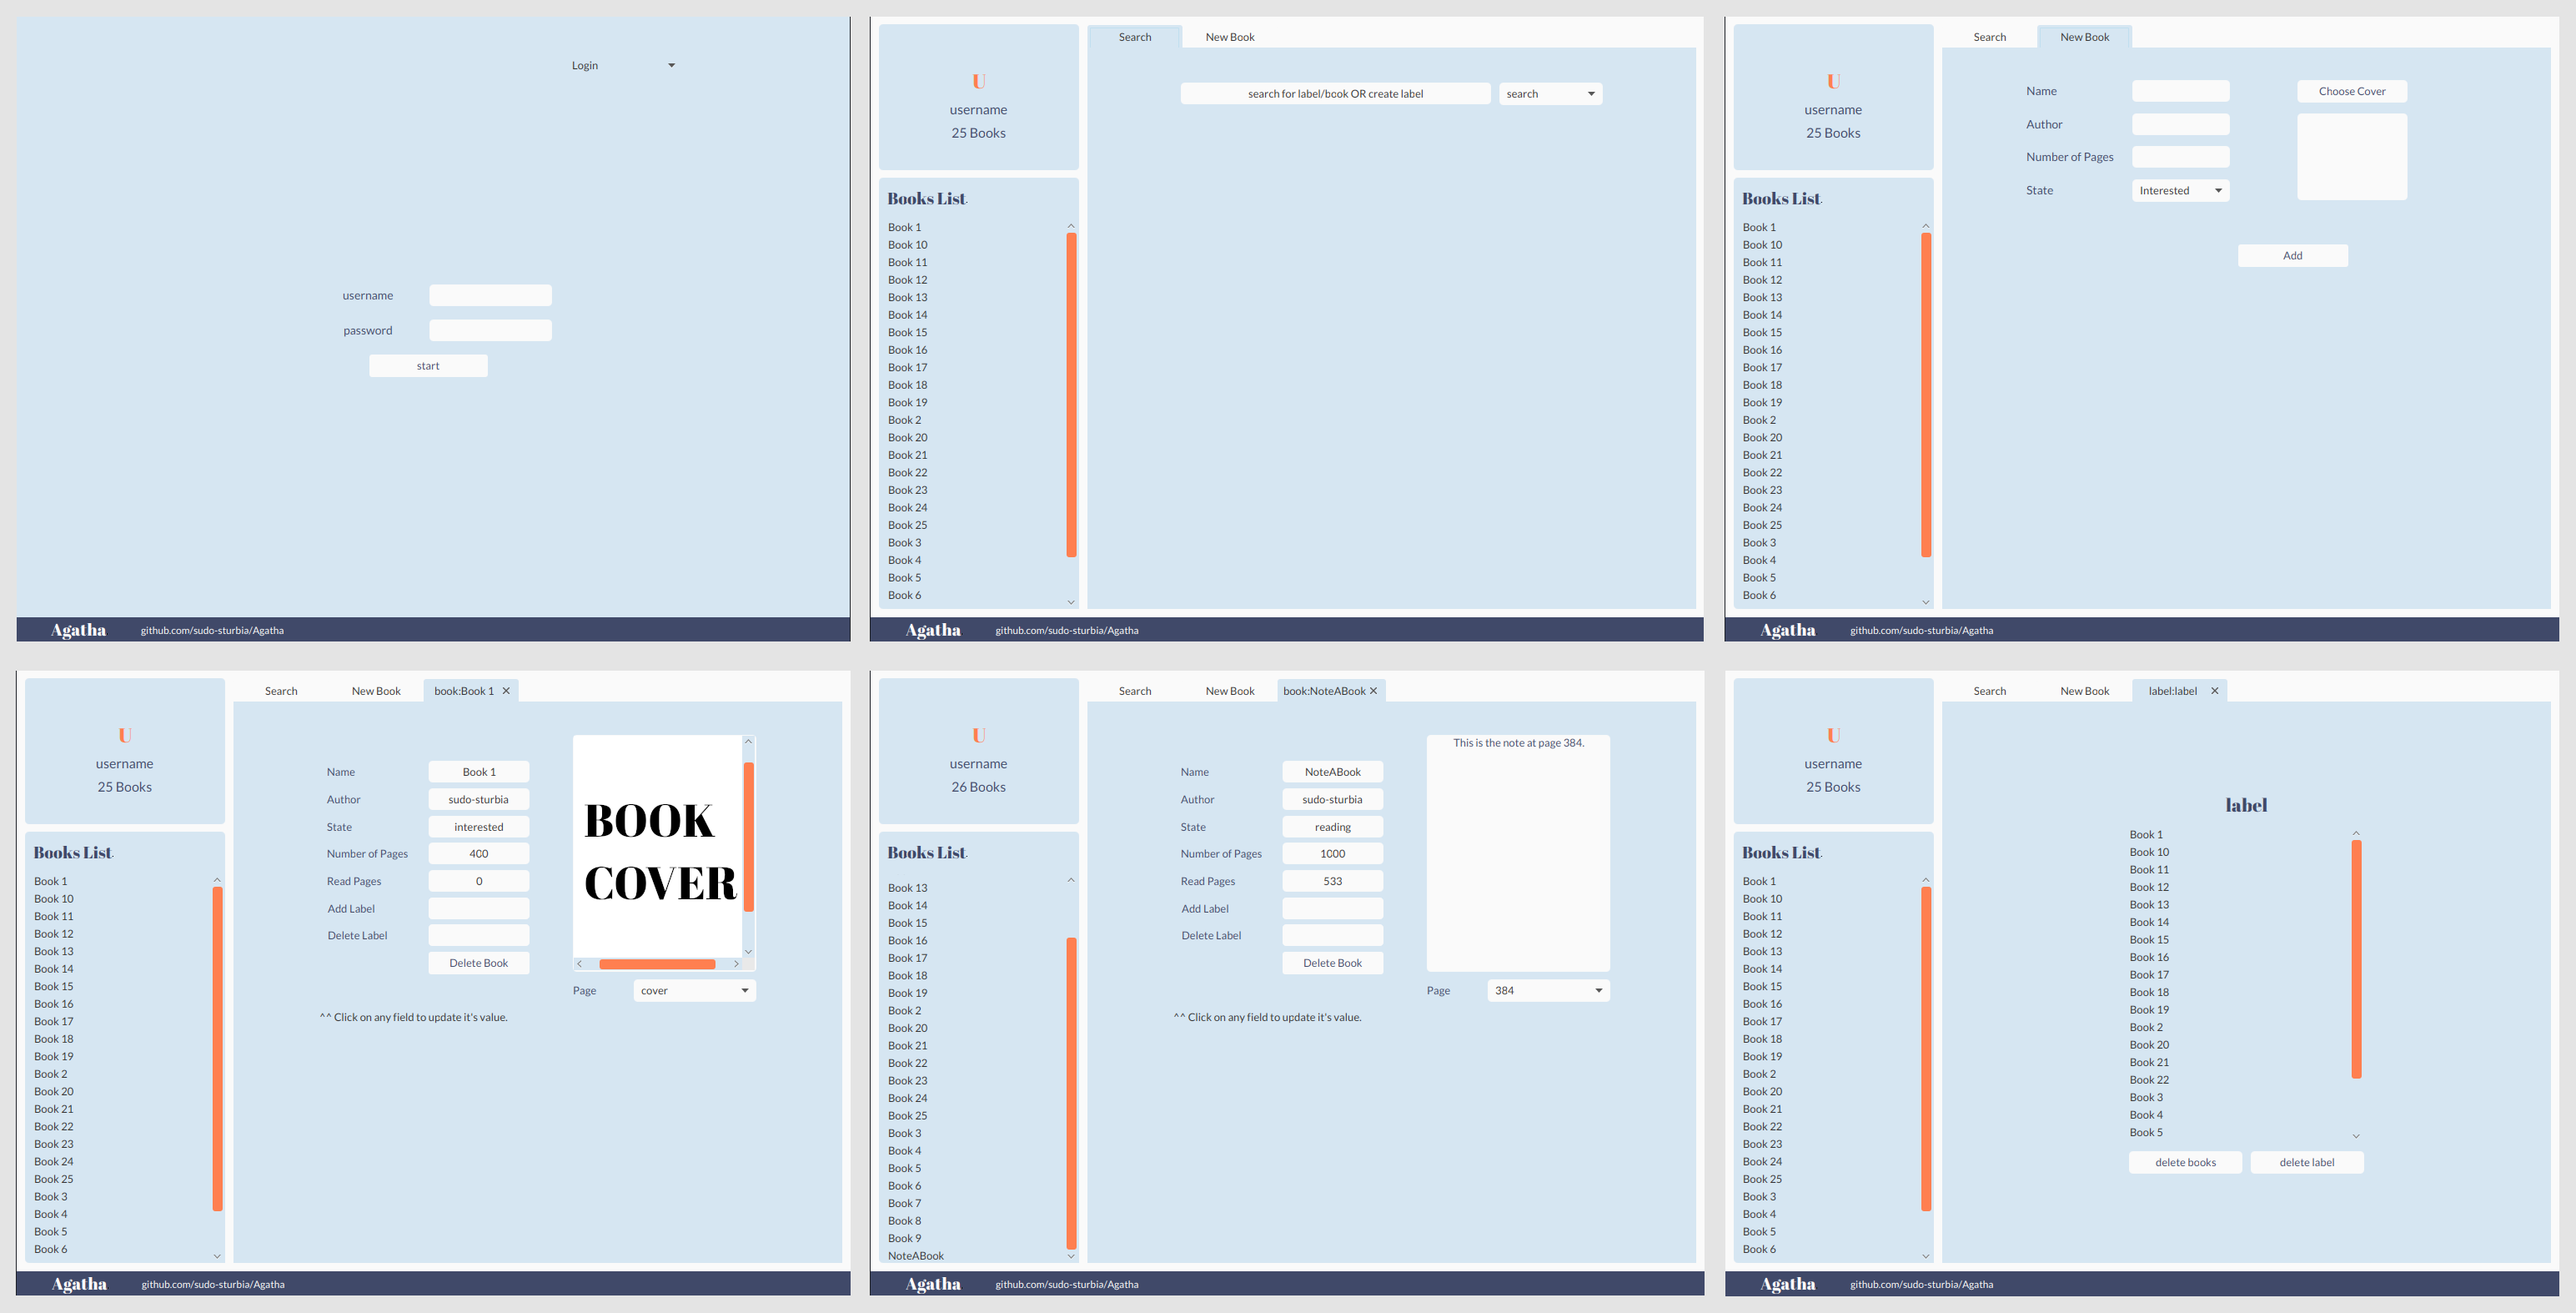 Login
username
password
start
Agatha github.com/sudo-sturbia/Agatha
U
username
25 Books
Books List.
Book 1
Book 10
Book 11
Book 12
Book 13
Book 14
Book 15
Book 16
Book 17
Book 18
Book 19
Book 2
Book 20
Book 21
Book 22
Book 23
Book 24
Book 25
Book 3
Book 4
Book 5
Book 6
Search New Book
search for label/book OR create label search
Agatha github.com/sudo-sturbia/Agatha
U
username
25 Books
Books List.
Book 1
Book 10
Book 11
Book 12
Book 13
Book 14
Book 15
Book 16
Book 17
Book 18
Book 19
Book 2
Book 20
Book 21
Book 22
Book 23
Book 24
Book 25
Book 3
Book 4
Book 5
Book 6
Search New Book
Name Choose Cover
Author
Number of Pages
State Interested
Add
Agatha github.com/sudo-sturbia/Agatha
U
username
25 Books
Books List.
Book 1
Book 10
Book 11
Book 12
Book 13
Book 14
Book 15
Book 16
Book 17
Book 18
Book 19
Book 2
Book 20
Book 21
Book 22
Book 23
Book 24
Book 25
Book 3
Book 4
Book 5
Book 6
Search New Book book:Book 1 ✕
Name Book 1
Author sudo-sturbia
State interested
Number of Pages 400
Read Pages 0
Add Label
Delete Label
Delete Book
BOOK
COVER
Page cover
^^ Click on any field to update it's value.
Agatha github.com/sudo-sturbia/Agatha
U
username
26 Books
Books List.
Book 13
Book 14
Book 15
Book 16
Book 17
Book 18
Book 19
Book 2
Book 20
Book 21
Book 22
Book 23
Book 24
Book 25
Book 3
Book 4
Book 5
Book 6
Book 7
Book 8
Book 9
NoteABook
Search New Book book:NoteABook ✕
Name NoteABook
Author sudo-sturbia
State reading
Number of Pages 1000
Read Pages 533
Add Label
Delete Label
Delete Book
This is the note at page 384.
Page 384
^^ Click on any field to update it's value.
Agatha github.com/sudo-sturbia/Agatha
U
username
25 Books
Books List.
Book 1
Book 10
Book 11
Book 12
Book 13
Book 14
Book 15
Book 16
Book 17
Book 18
Book 19
Book 2
Book 20
Book 21
Book 22
Book 23
Book 24
Book 25
Book 3
Book 4
Book 5
Book 6
Search New Book label:label ✕
label
Book 1
Book 10
Book 11
Book 12
Book 13
Book 14
Book 15
Book 16
Book 17
Book 18
Book 19
Book 2
Book 20
Book 21
Book 22
Book 3
Book 4
Book 5
delete books delete label
Agatha github.com/sudo-sturbia/Agatha